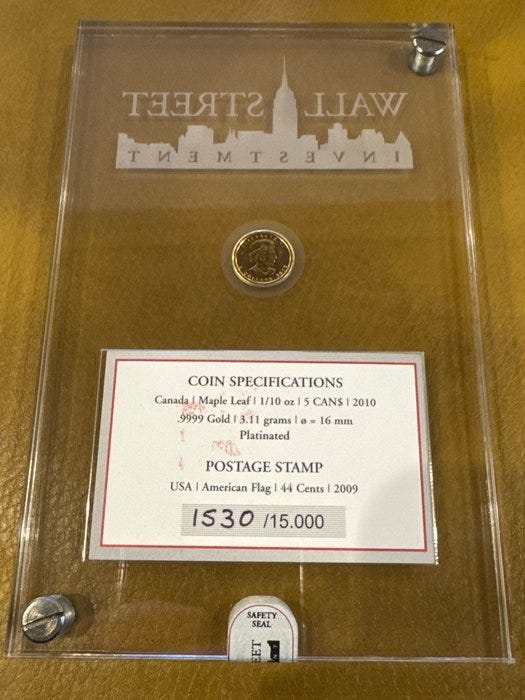 WALL STREET
INVESTMENT
COIN SPECIFICATIONS
Canada | Maple Leaf | 1/10 oz | 5 CAN$ | 2010
.9999 Gold | 3.11 grams | ø = 16 mm
Platinated
POSTAGE STAMP
USA | American Flag | 44 Cents | 2009
1530 /15.000
SAFETY
SEAL